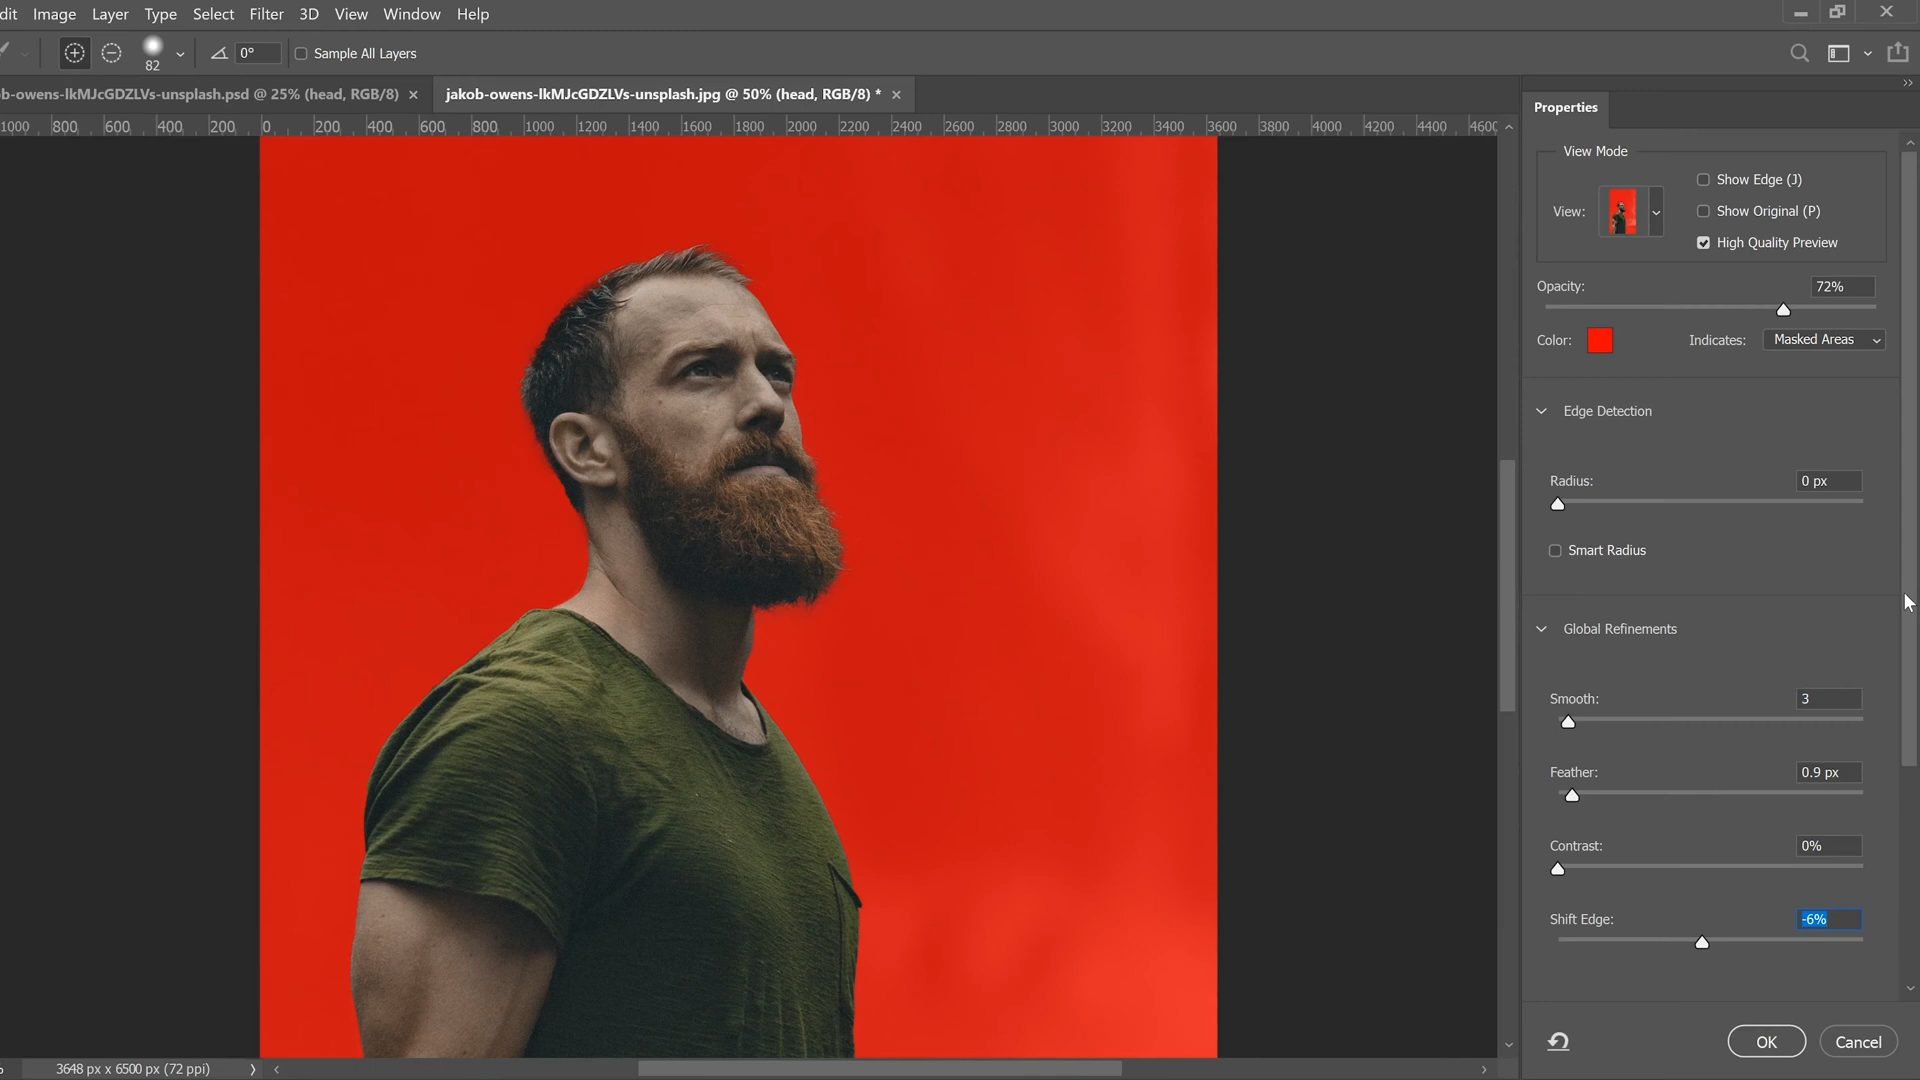 dit Image Layer Type Select Filter 3D View Window Help
82 0° Sample All Layers
b-owens-lkMJcGDZLVs-unsplash.psd @ 25% (head, RGB/8) × jakob-owens-lkMJcGDZLVs-unsplash.jpg @ 50% (head, RGB/8) * ×
1000 800 600 400 200 0 200 400 600 800 1000 1200 1400 1600 1800 2000 2200 2400 2600 2800 3000 3200 3400 3600 3800 4000 4200 4400 4600
Properties
View Mode
View:
Show Edge (J)
Show Original (P)
High Quality Preview
Opacity: 72%
Color: Indicates: Masked Areas
Edge Detection
Radius: 0 px
Smart Radius
Global Refinements
Smooth: 3
Feather: 0.9 px
Contrast: 0%
Shift Edge: -6%
OK Cancel
3648 px x 6500 px (72 ppi)